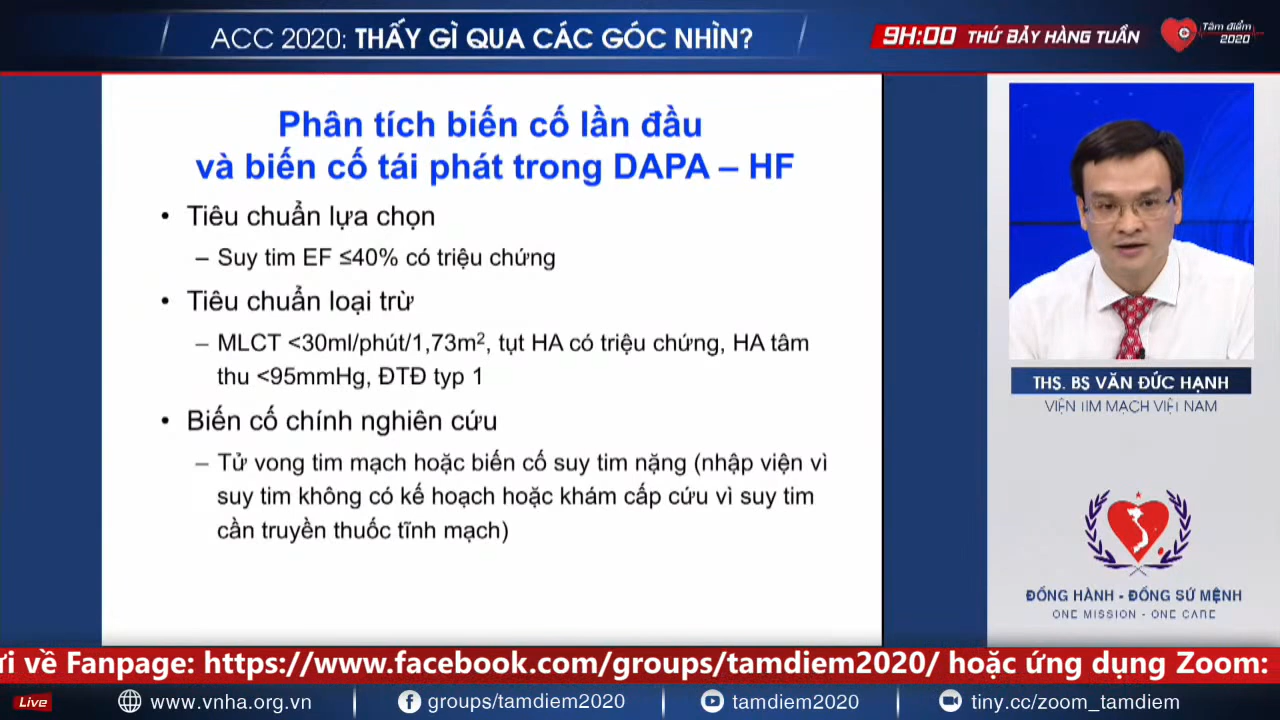 ACC 2020: THẤY GÌ QUA CÁC GÓC NHÌN?
9H:00 THỨ BẢY HÀNG TUẦN
Tâm điểm
2020
Phân tích biến cố lần đầu
và biến cố tái phát trong DAPA – HF
• Tiêu chuẩn lựa chọn
– Suy tim EF ≤40% có triệu chứng
• Tiêu chuẩn loại trừ
– MLCT <30ml/phút/1,73m², tụt HA có triệu chứng, HA tâm
thu <95mmHg, ĐTĐ typ 1
• Biến cố chính nghiên cứu
– Tử vong tim mạch hoặc biến cố suy tim nặng (nhập viện vì
suy tim không có kế hoạch hoặc khám cấp cứu vì suy tim
cần truyền thuốc tĩnh mạch)
THS. BS VĂN ĐỨC HẠNH
VIỆN TIM MẠCH VIỆT NAM
ĐỒNG HÀNH - ĐỒNG SỨ MỆNH
ONE MISSION - ONE CARE
về Fanpage: https://www.facebook.com/groups/tamdiem2020/ hoặc ứng dụng Zoom:
Live
www.vnha.org.vn
groups/tamdiem2020
tamdiem2020
tiny.cc/zoom_tamdiem